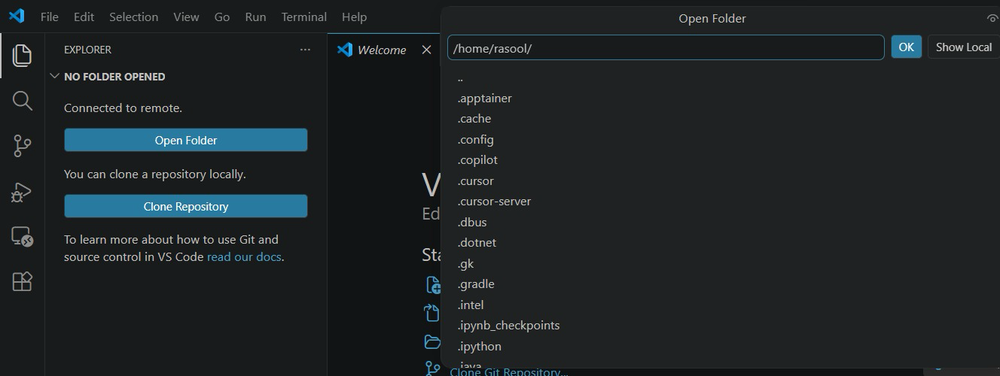 File Edit Selection View Go Run Terminal Help
Open Folder
EXPLORER
Welcome
/home/rasool/
OK
Show Local
NO FOLDER OPENED
Connected to remote.
Open Folder
You can clone a repository locally.
Clone Repository
To learn more about how to use Git and
source control in VS Code read our docs.
..
.apptainer
.cache
.config
.copilot
.cursor
.cursor-server
.dbus
.dotnet
.gk
.gradle
.intel
.ipynb_checkpoints
.ipython
.java
Clone Git Repository...